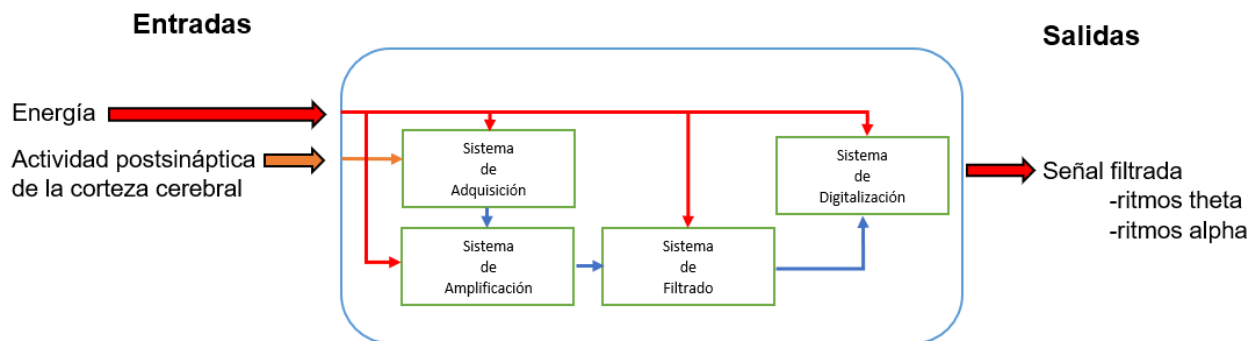 Entradas
Salidas
Energía
Actividad postsináptica
de la corteza cerebral
Sistema
de
Adquisición
Sistema
de
Amplificación
Sistema
de
Filtrado
Sistema
de
Digitalización
Señal filtrada
-ritmos theta
-ritmos alpha